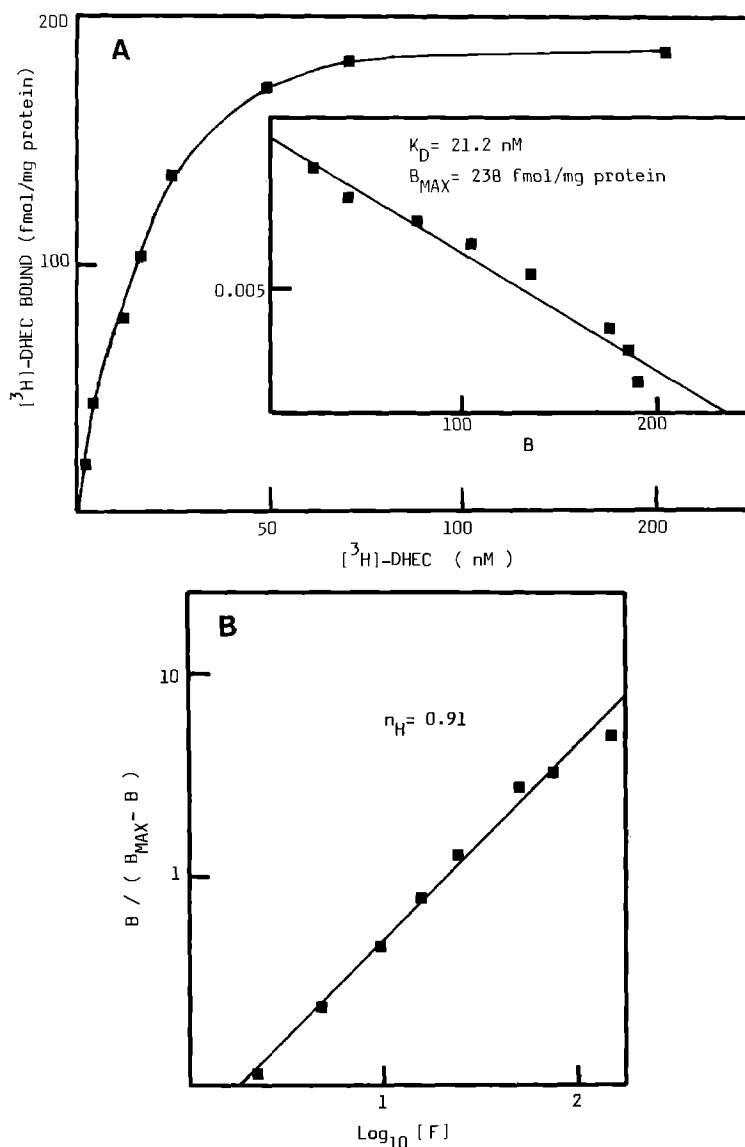 200
A
[³H]-DHEC BOUND (fmol/mg protein)
100
K_D= 21.2 nM
B_MAX= 238 fmol/mg protein
0.005
100
200
B
50
100
200
[³H]-DHEC ( nM )
B
10
n_H= 0.91
B / ( B_MAX- B )
1
1
2
Log₁₀ [ F ]